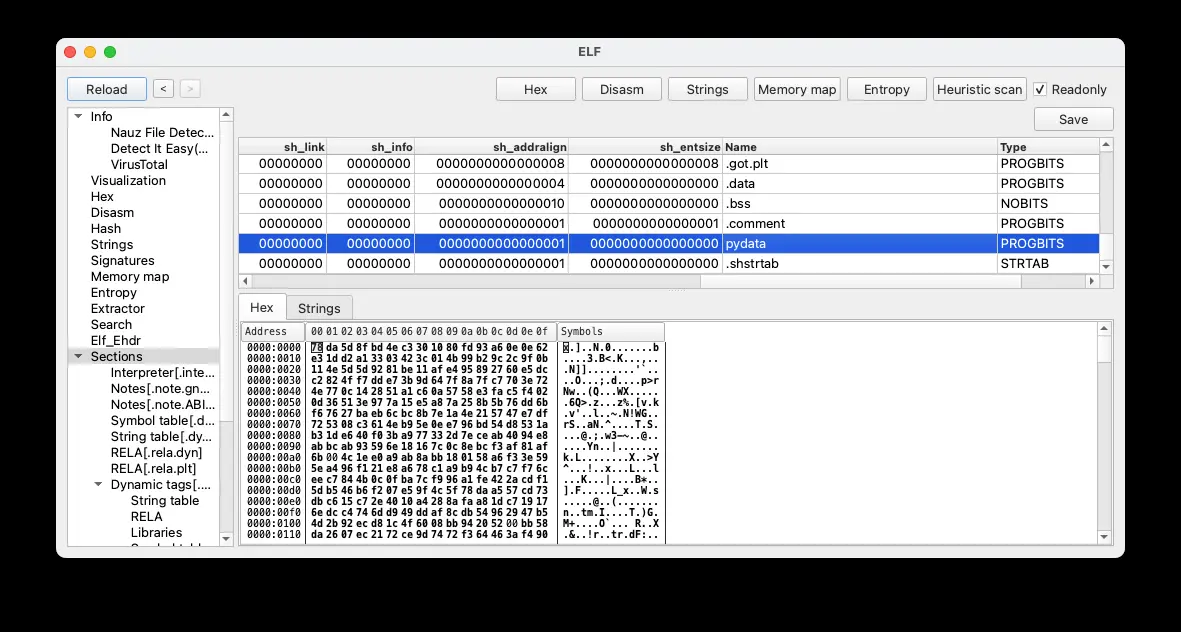 ELF
Reload < > Hex Disasm Strings Memory map Entropy Heuristic scan Readonly
Save
Info
Nauz File Detec...
Detect It Easy(...
VirusTotal
Visualization
Hex
Disasm
Hash
Strings
Signatures
Memory map
Entropy
Extractor
Search
Elf_Ehdr
Sections
Interpreter[.inte...
Notes[.note.gn...
Notes[.note.ABI...
Symbol table[.d...
String table[.dy...
RELA[.rela.dyn]
RELA[.rela.plt]
Dynamic tags[....
String table
RELA
Libraries
sh_link sh_info sh_addralign sh_entsize Name Type
00000000 00000000 0000000000000008 0000000000000008 .got.plt PROGBITS
00000000 00000000 0000000000000004 0000000000000000 .data PROGBITS
00000000 00000000 0000000000000010 0000000000000000 .bss NOBITS
00000000 00000000 0000000000000001 0000000000000001 .comment PROGBITS
00000000 00000000 0000000000000001 0000000000000000 pydata PROGBITS
00000000 00000000 0000000000000001 0000000000000000 .shstrtab STRTAB
Hex Strings
Address 00 01 02 03 04 05 06 07 08 09 0a 0b 0c 0d 0e 0f Symbols
0000:0000 78 da 5d 8f bd 4e c3 30 10 80 fd 93 a6 0e 0e 62 x.]..N.0.......b
0000:0010 e3 1d d2 a1 33 03 42 3c 01 4b 99 b2 9c 2c 9f 0b ....3.B<.K...,..
0000:0020 11 4e 5d 5d 92 81 be 11 af e4 95 89 27 60 e5 dc .N]]........'`..
0000:0030 c2 82 4f f7 dd e7 3b 9d 64 7f 8a 7f c7 70 3e 72 ..O...;.d....p>r
0000:0040 4e 77 0c 14 28 51 a1 c6 0a 57 58 e3 fa c5 f4 02 Nw..(Q...WX.....
0000:0050 0d 36 51 3e 97 7a 15 e5 a8 7a 25 8b 5b 76 dd 6b .6Q>.z...z%.[v.k
0000:0060 f6 76 27 ba eb 6c bc 8b 7e 1a 4e 21 57 47 e7 df .v'..l..~.N!WG..
0000:0070 72 53 08 c3 61 4e b9 5e 0e e7 96 bd 54 d8 53 1a rS..aN.^....T.S.
0000:0080 b3 1d e6 40 f0 3b a9 77 33 2d 7e ce ab 40 94 e8 ...@.;.w3-~..@..
0000:0090 ab bc ab 93 59 6e 18 16 7c 0c 8e bc f3 af 81 af ....Yn..|.......
0000:00a0 6b 00 4c 1e e0 a9 ab 8a bb 18 01 58 a6 f3 3e 59 k.L........X..>Y
0000:00b0 5e a4 96 f1 21 e8 a6 78 c1 a9 b9 4c b7 c7 f7 6c ^...!..x...L...l
0000:00c0 ee c7 84 4b 0c 0f ba 7c f9 96 a1 fe 42 2a cd f1 ...K...|....B*..
0000:00d0 5d b5 46 b6 f2 07 e5 9f 4c 5f 78 da a5 57 cd 73 ].F.....L_x..W.s
0000:00e0 db c6 15 c7 2e 40 10 a4 28 8a fa a8 1d c7 19 17 .....@..(.......
0000:00f0 6e dc c4 74 6d d9 49 dd af 8c db 54 96 29 47 b5 n..tm.I....T.)G.
0000:0100 4d 2b 92 ec d8 1c 4f 60 08 bb 94 20 52 00 bb 58 M+....O`... R..X
0000:0110 da 26 07 ec 21 72 ce 9d 74 72 f3 64 46 3a f4 90 .&..!r..tr.dF:..